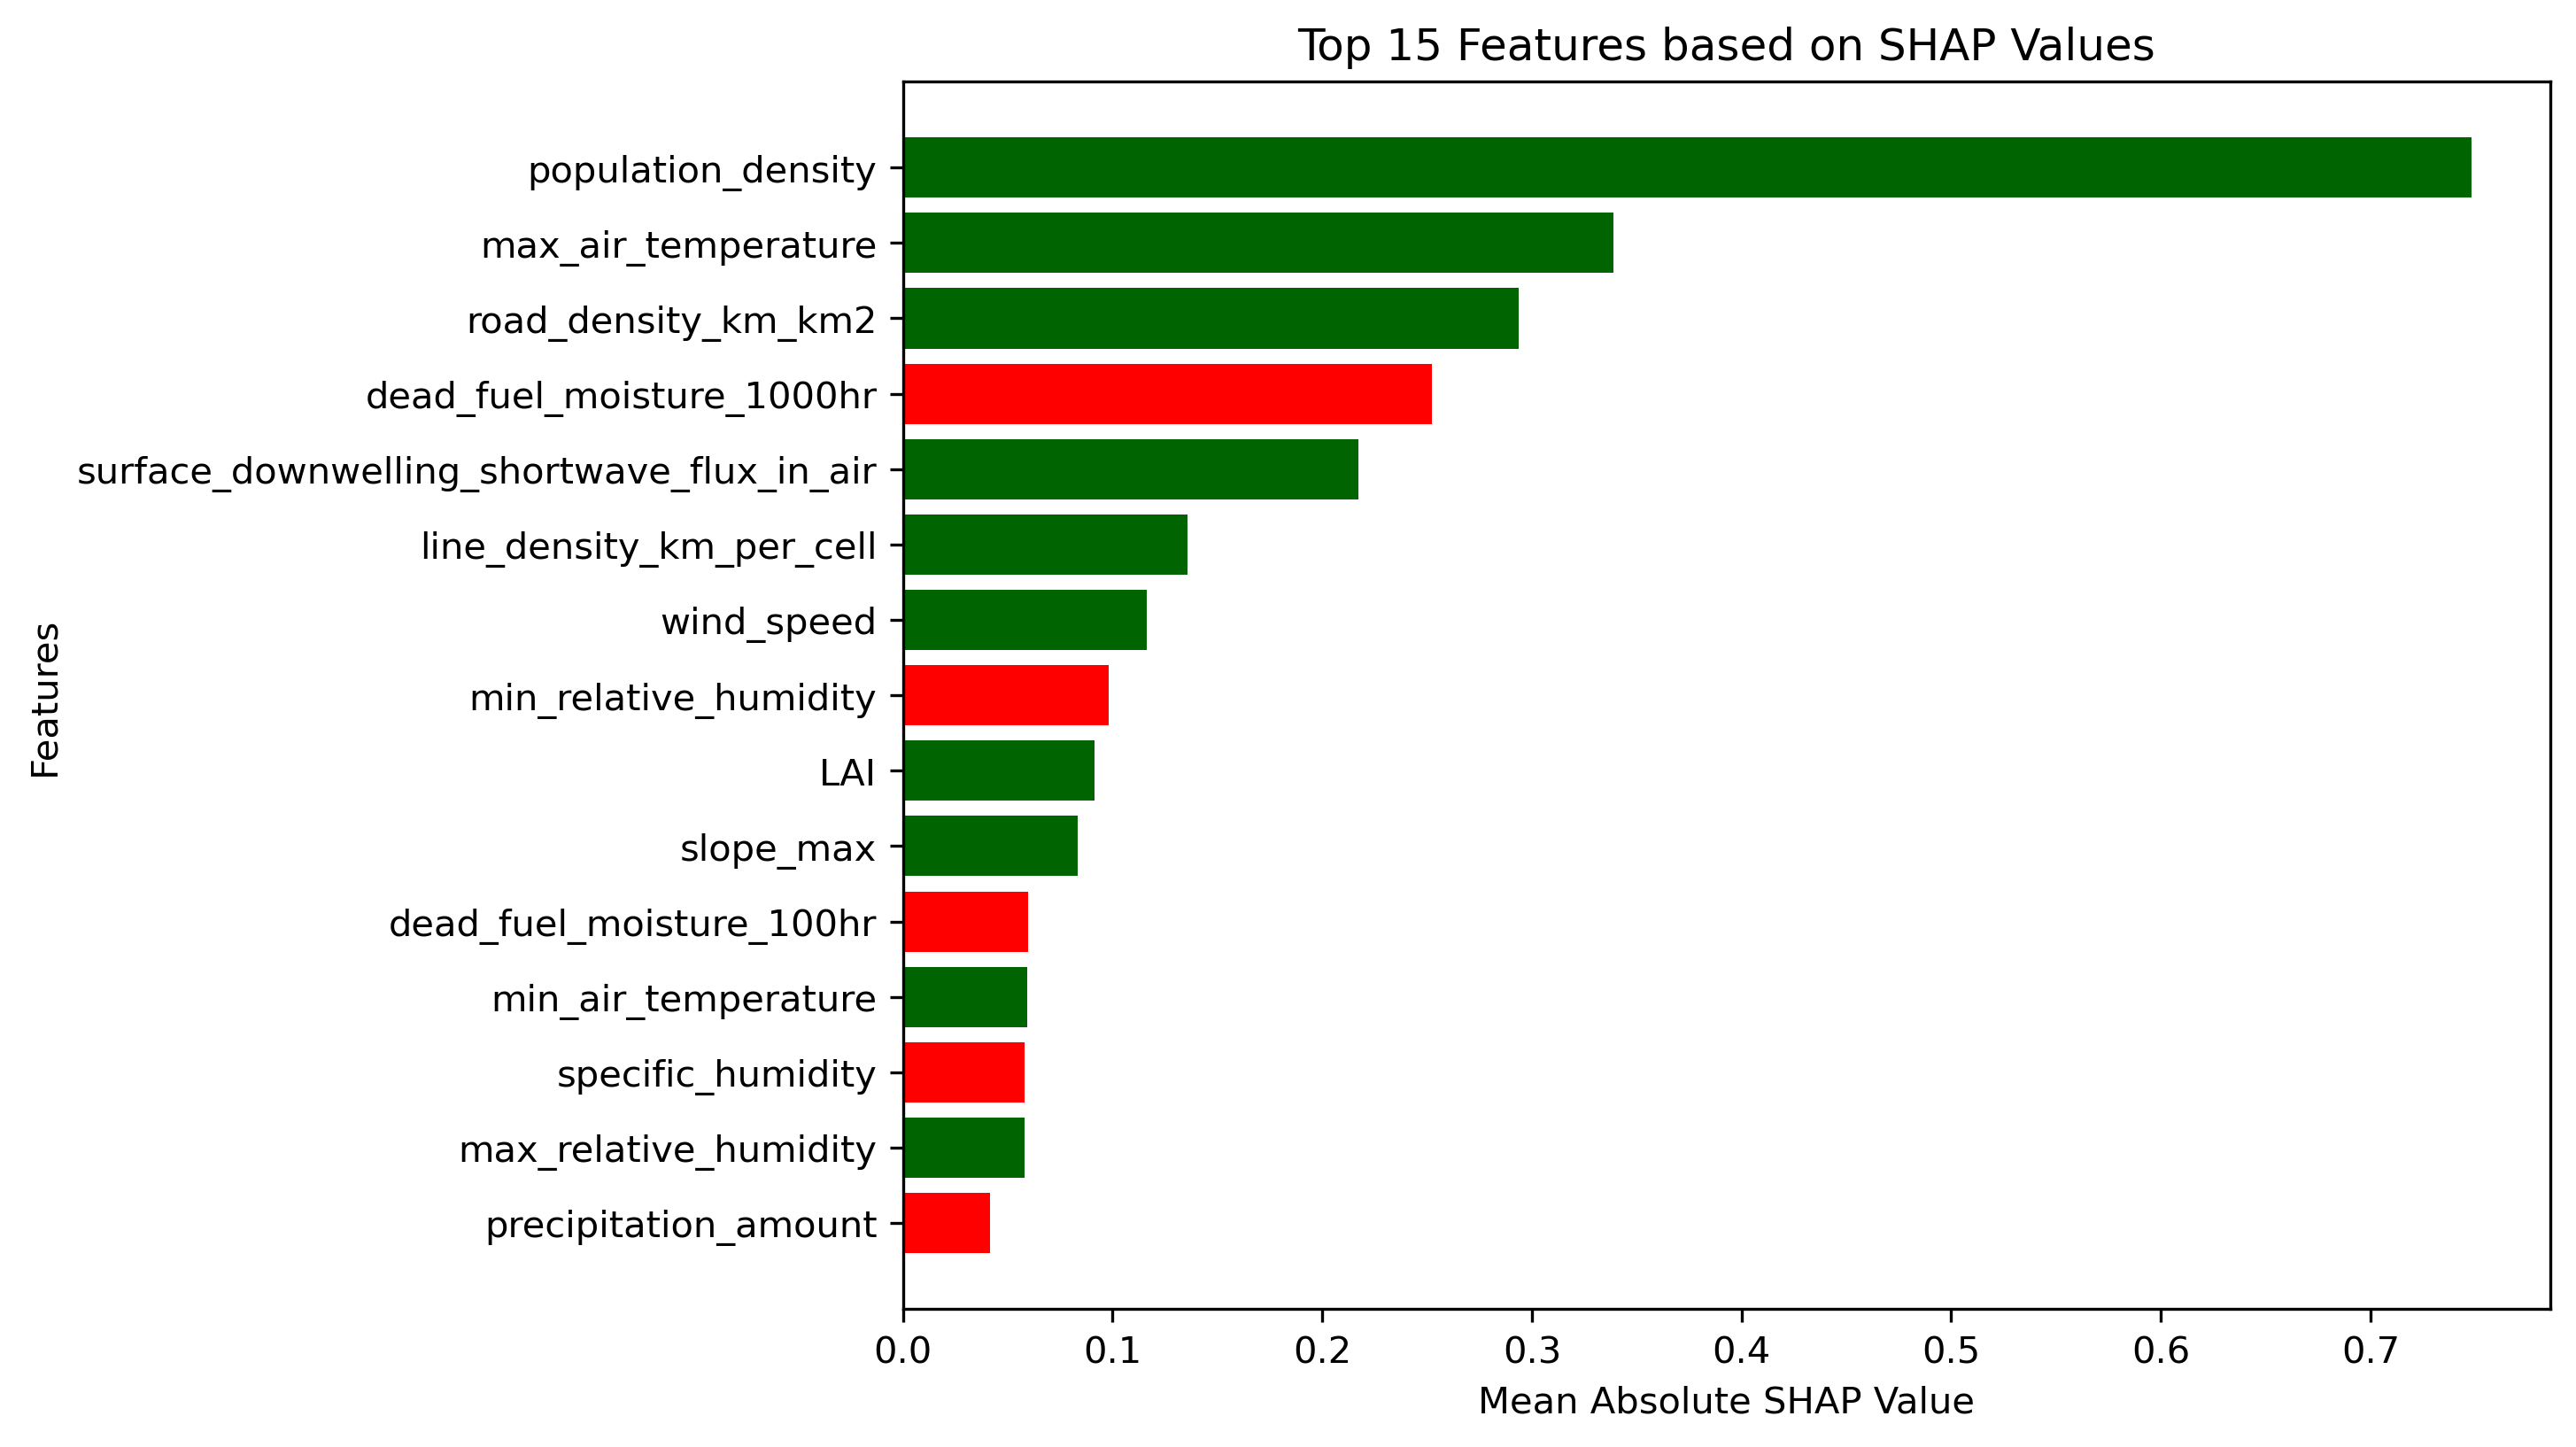 Top 15 Features based on SHAP Values
Features
population_density
max_air_temperature
road_density_km_km2
dead_fuel_moisture_1000hr
surface_downwelling_shortwave_flux_in_air
line_density_km_per_cell
wind_speed
min_relative_humidity
LAI
slope_max
dead_fuel_moisture_100hr
min_air_temperature
specific_humidity
max_relative_humidity
precipitation_amount
0.0 0.1 0.2 0.3 0.4 0.5 0.6 0.7
Mean Absolute SHAP Value